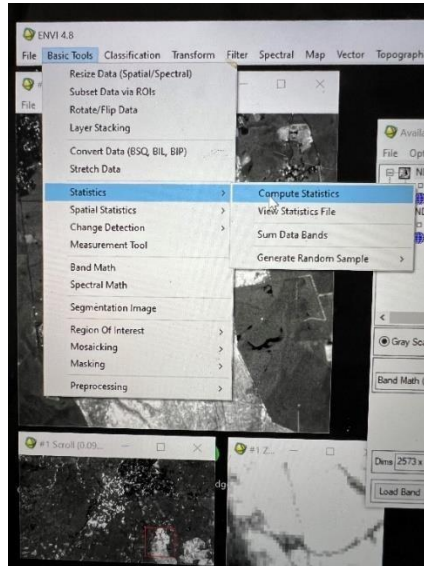 ENVI 4.8
File Basic Tools Classification Transform Filter Spectral Map Vector Topograph
File
Resize Data (Spatial/Spectral)
Subset Data via ROIs
Rotate/Flip Data
Layer Stacking
Convert Data (BSQ, BIL, BIP)
Stretch Data
Statistics
Spatial Statistics
Change Detection
Measurement Tool
Band Math
Spectral Math
Segmentation Image
Region Of Interest
Mosaicking
Masking
Preprocessing
Compute Statistics
View Statistics File
Sum Data Bands
Generate Random Sample
Availa
File Opt
Gray Sca
Band Math (
Dims 2573 x
Load Band
#1 Scroll (0.09...
#1 Z...